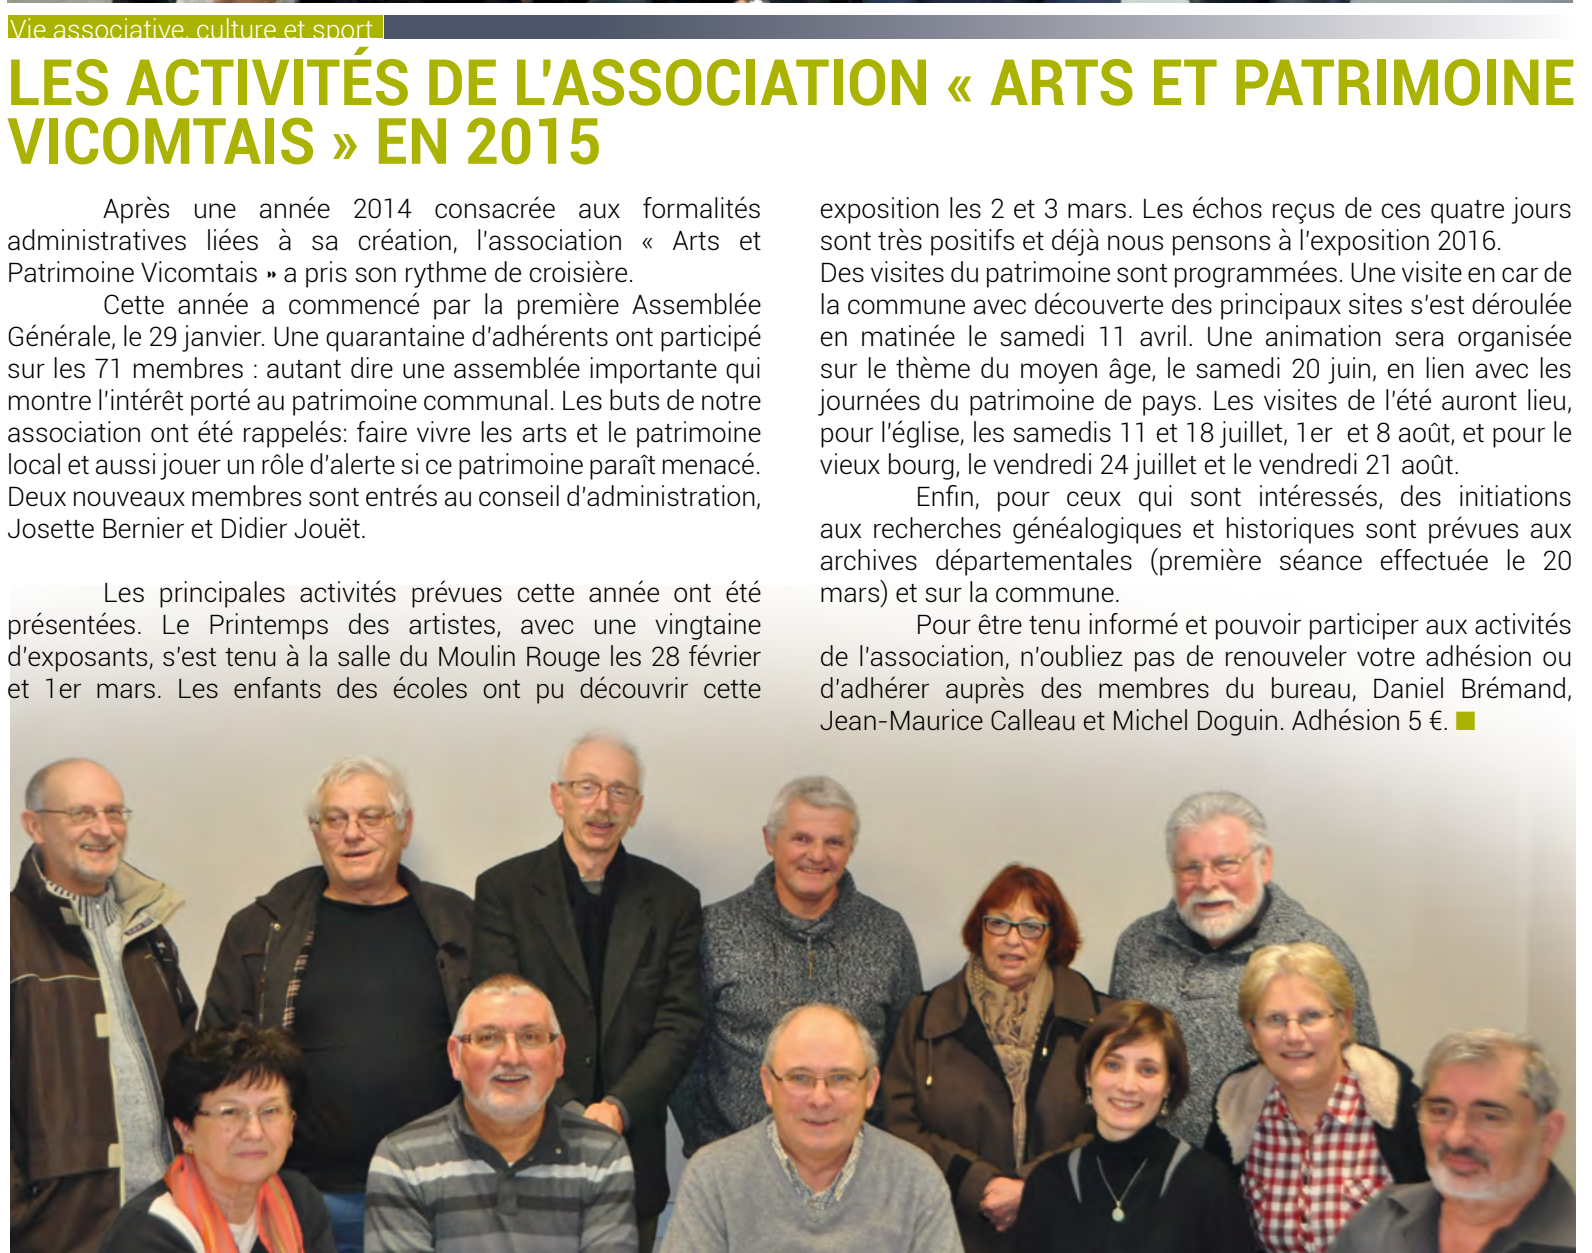 Vie associative, culture et sport
LES ACTIVITÉS DE L'ASSOCIATION « ARTS ET PATRIMOINE
VICOMTAIS » EN 2015
Après une année 2014 consacrée aux formalités
administratives liées à sa création, l'association « Arts et
Patrimoine Vicomtais » a pris son rythme de croisière.
Cette année a commencé par la première Assemblée
Générale, le 29 janvier. Une quarantaine d'adhérents ont participé
sur les 71 membres : autant dire une assemblée importante qui
montre l'intérêt porté au patrimoine communal. Les buts de notre
association ont été rappelés: faire vivre les arts et le patrimoine
local et aussi jouer un rôle d'alerte si ce patrimoine paraît menacé.
Deux nouveaux membres sont entrés au conseil d'administration,
Josette Bernier et Didier Jouët.
Les principales activités prévues cette année ont été
présentées. Le Printemps des artistes, avec une vingtaine
d'exposants, s'est tenu à la salle du Moulin Rouge les 28 février
et 1er mars. Les enfants des écoles ont pu découvrir cette
exposition les 2 et 3 mars. Les échos reçus de ces quatre jours
sont très positifs et déjà nous pensons à l'exposition 2016.
Des visites du patrimoine sont programmées. Une visite en car de
la commune avec découverte des principaux sites s'est déroulée
en matinée le samedi 11 avril. Une animation sera organisée
sur le thème du moyen âge, le samedi 20 juin, en lien avec les
journées du patrimoine de pays. Les visites de l'été auront lieu,
pour l'église, les samedis 11 et 18 juillet, 1er et 8 août, et pour le
vieux bourg, le vendredi 24 juillet et le vendredi 21 août.
Enfin, pour ceux qui sont intéressés, des initiations
aux recherches généalogiques et historiques sont prévues aux
archives départementales (première séance effectuée le 20
mars) et sur la commune.
Pour être tenu informé et pouvoir participer aux activités
de l'association, n'oubliez pas de renouveler votre adhésion ou
d'adhérer auprès des membres du bureau, Daniel Brémand,
Jean-Maurice Calleau et Michel Doguin. Adhésion 5 €.